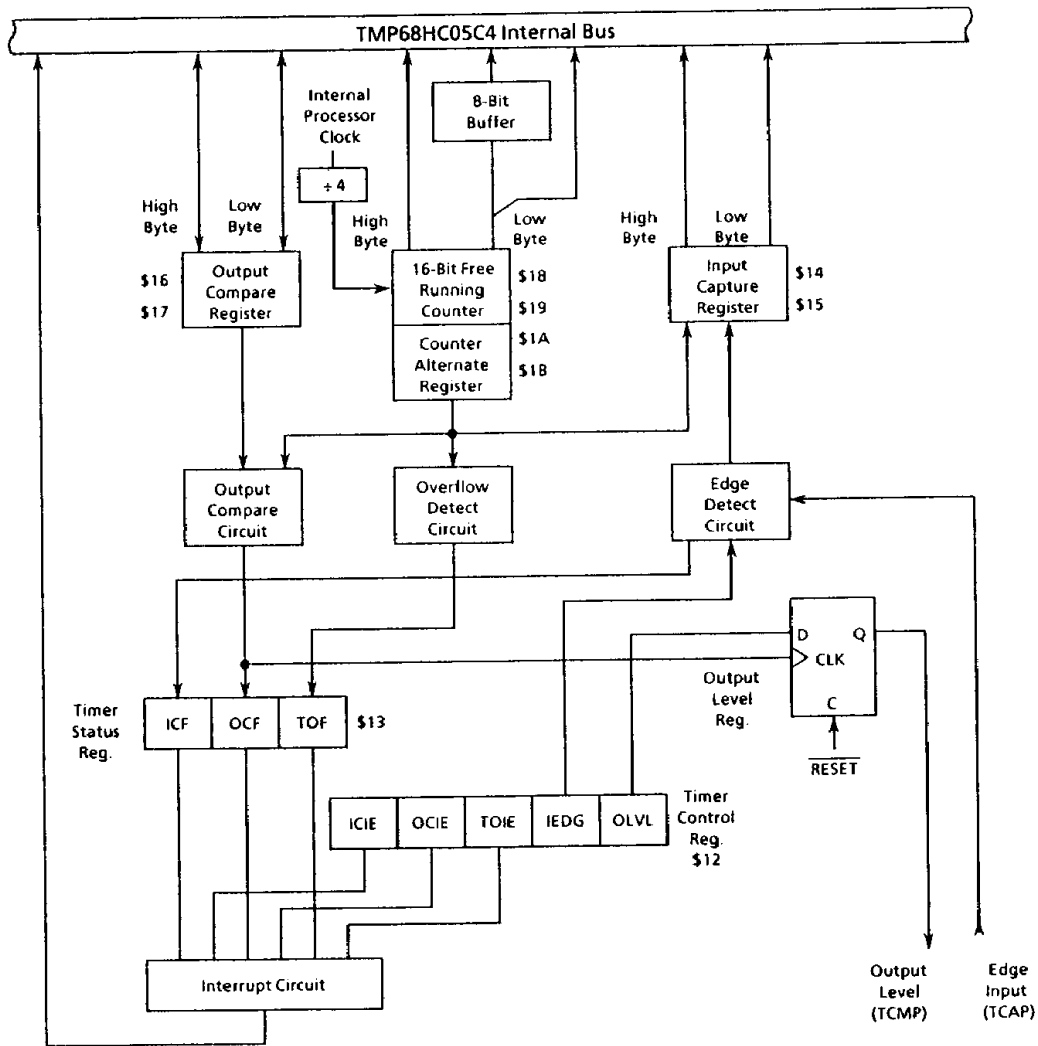 TMP68HC05C4 Internal Bus
Internal
Processor
Clock
8-Bit
Buffer
÷ 4
High
Byte
Low
Byte
High
Byte
Low
Byte
High
Byte
Low
Byte
$16
$17
Output
Compare
Register
16-Bit Free
Running
Counter
$18
$19
Counter
Alternate
Register
$1A
$1B
Input
Capture
Register
$14
$15
Output
Compare
Circuit
Overflow
Detect
Circuit
Edge
Detect
Circuit
D Q
CLK
C
RESET
Output
Level
Reg.
Timer
Status
Reg.
ICF OCF TOF $13
ICIE OCIE TOIE IEDG OLVL
Timer
Control
Reg.
$12
Interrupt Circuit
Output
Level
(TCMP)
Edge
Input
(TCAP)